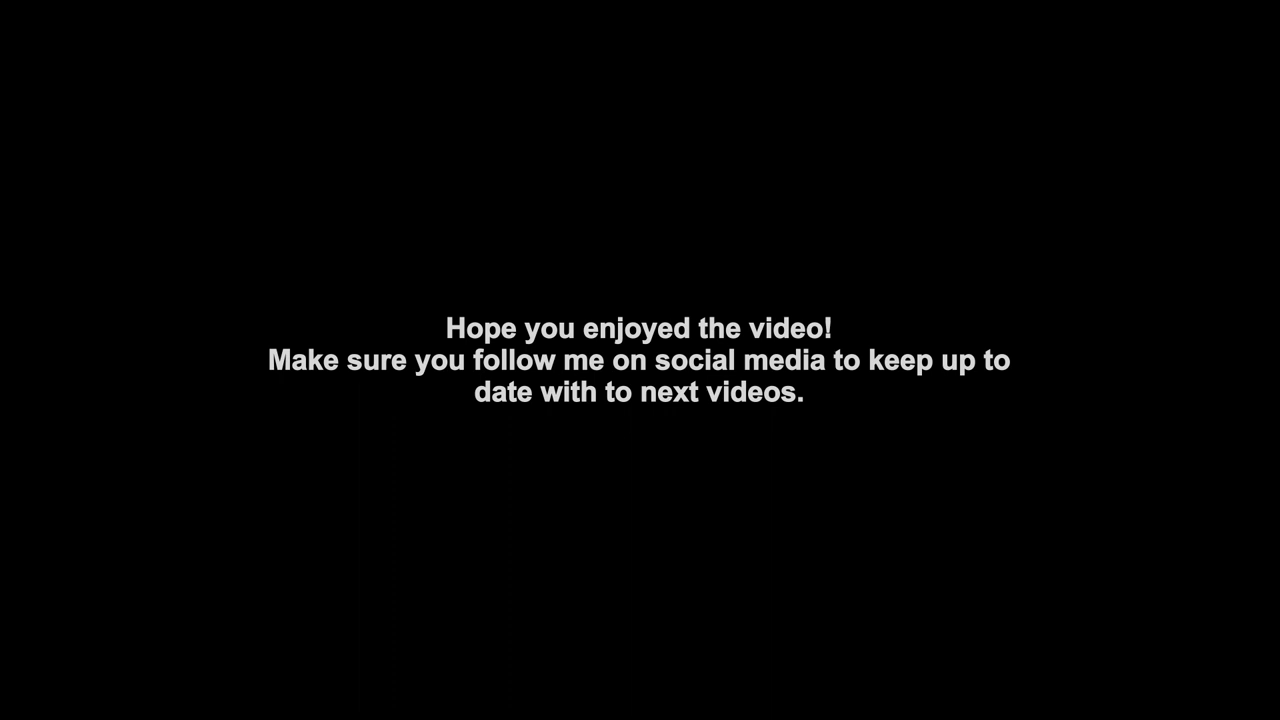 Hope you enjoyed the video!
Make sure you follow me on social media to keep up to
date with to next videos.